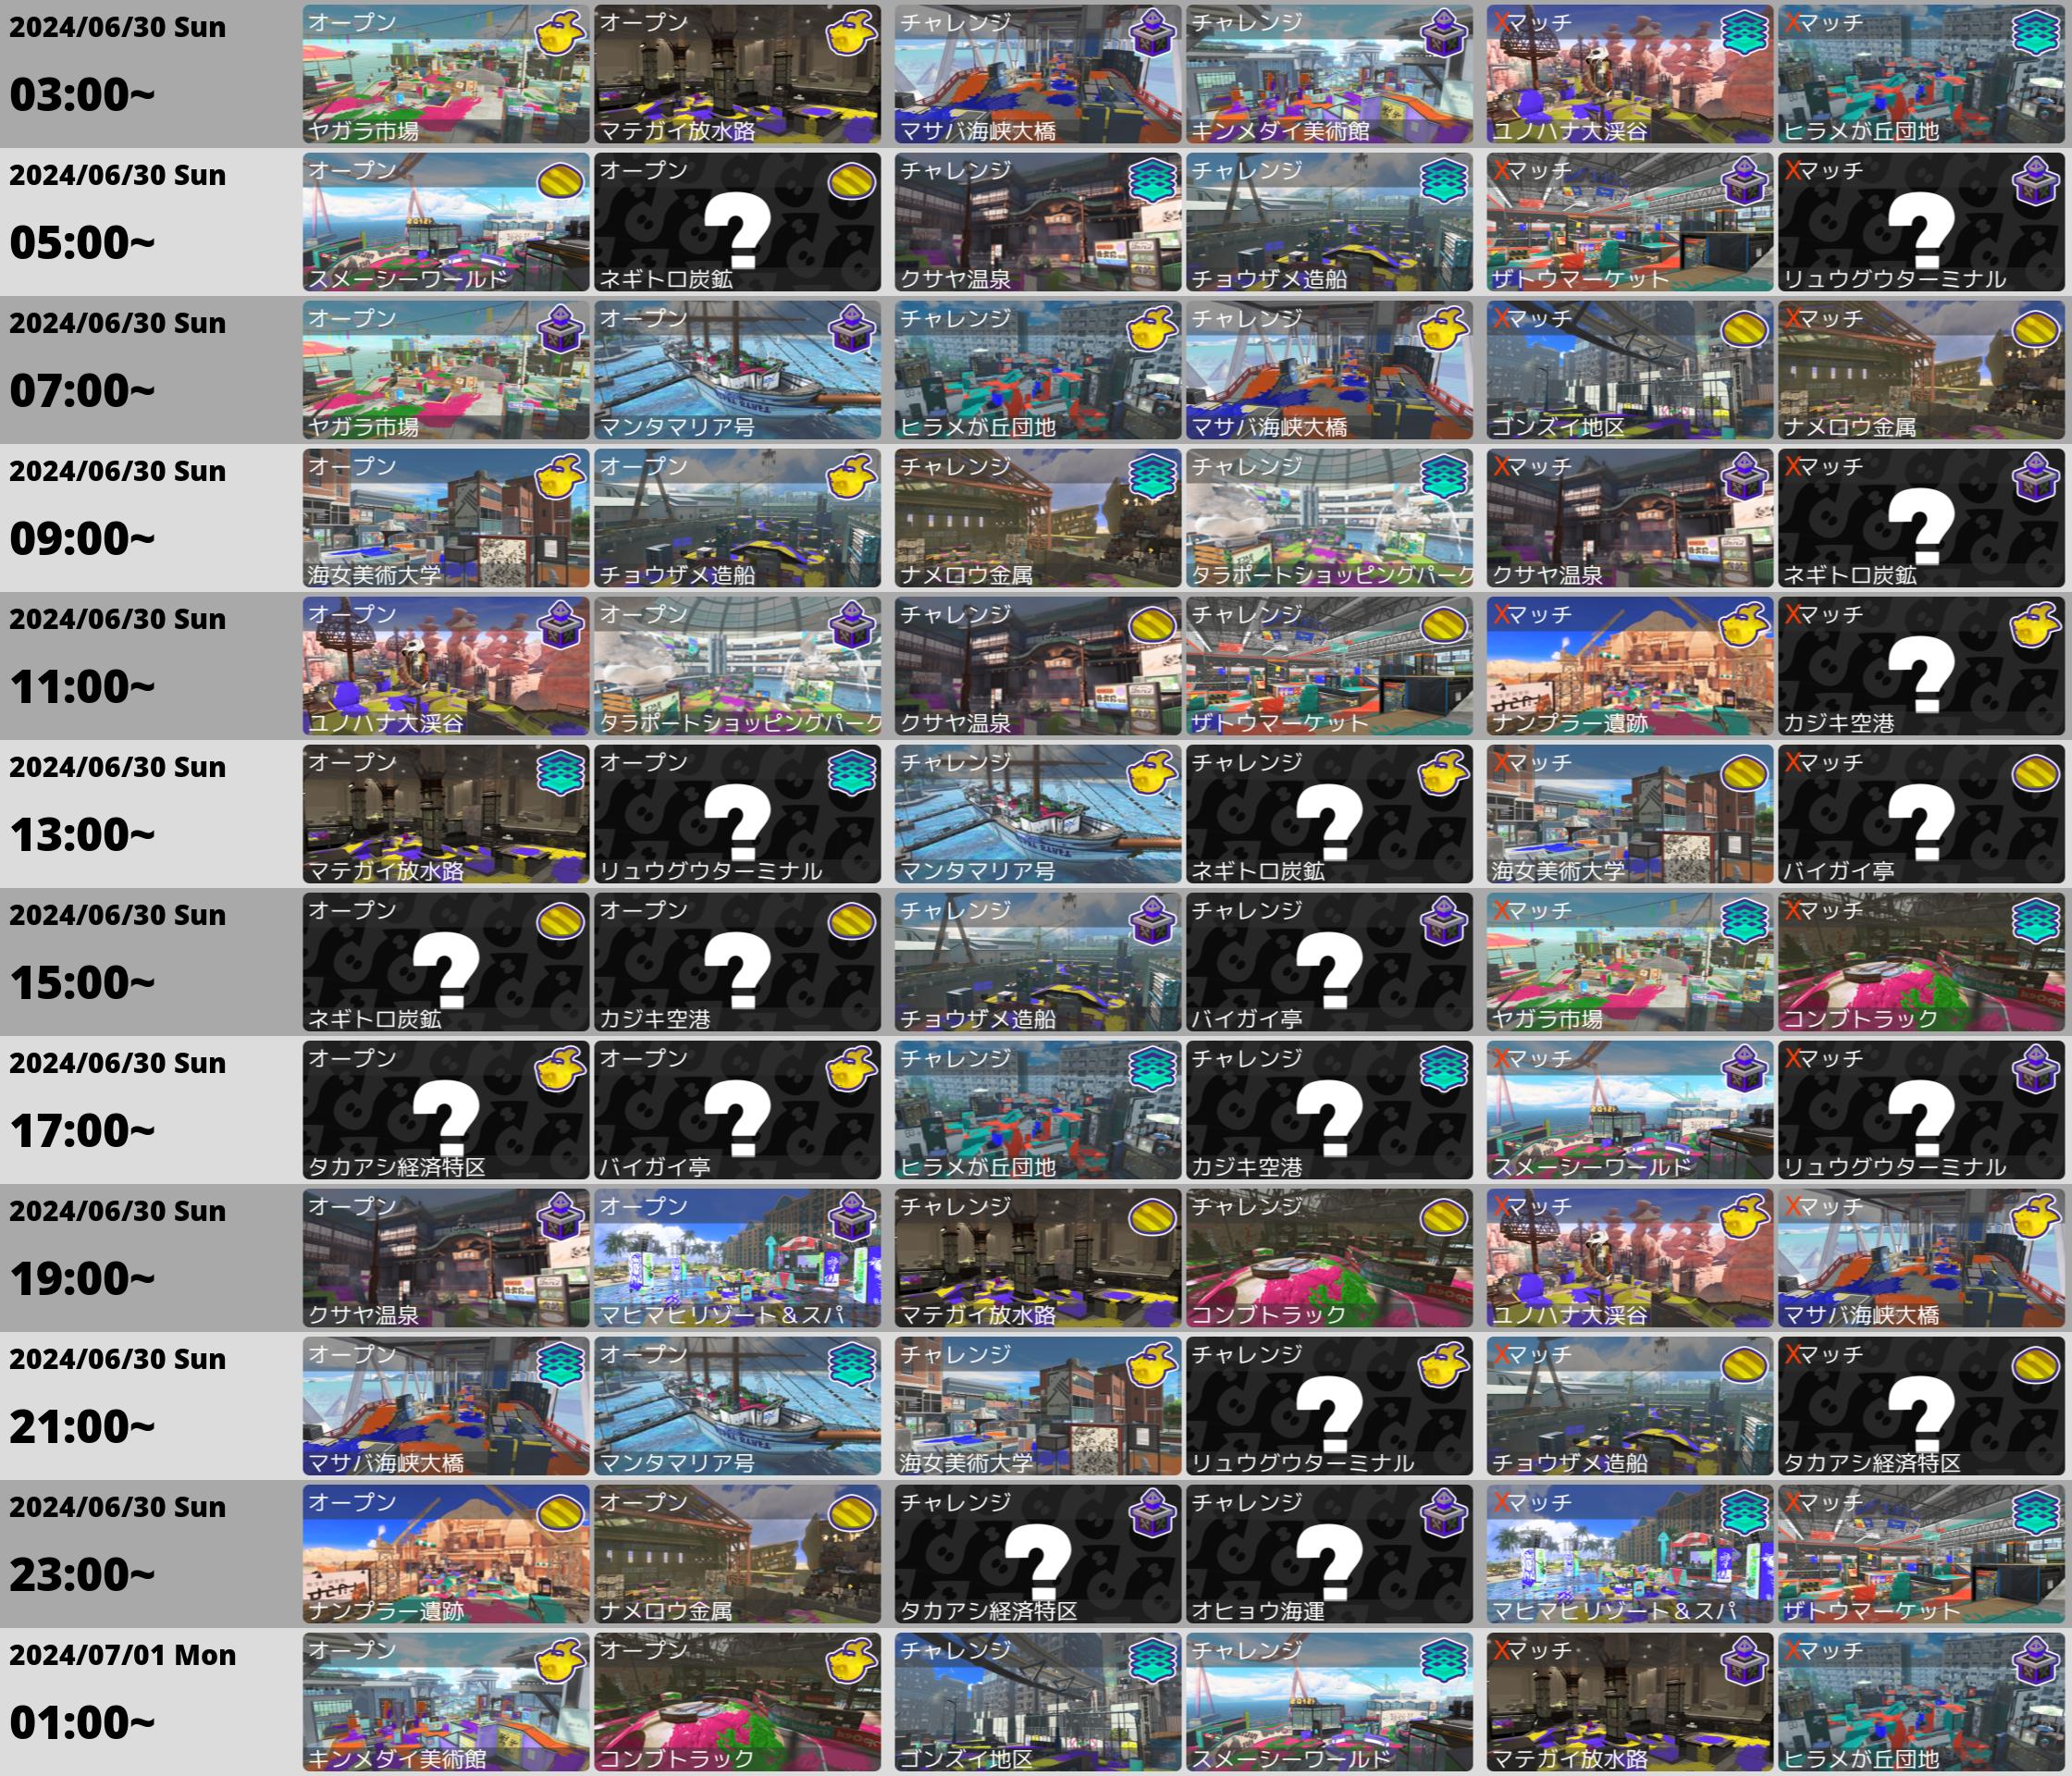 2024/06/30 Sun
03:00~
オープン
ヤガラ市場
オープン
マテガイ放水路
チャレンジ
マサバ海峡大橋
チャレンジ
キンメダイ美術館
Xマッチ
ユノハナ大渓谷
Xマッチ
ヒラメが丘団地
2024/06/30 Sun
05:00~
オープン
スメーシーワールド
オープン
ネギトロ炭鉱
チャレンジ
クサヤ温泉
チャレンジ
チョウザメ造船
Xマッチ
ザトウマーケット
Xマッチ
リュウグウターミナル
2024/06/30 Sun
07:00~
オープン
ヤガラ市場
オープン
マンタマリア号
チャレンジ
ヒラメが丘団地
チャレンジ
マサバ海峡大橋
Xマッチ
ゴンズイ地区
Xマッチ
ナメロウ金属
2024/06/30 Sun
09:00~
オープン
海女美術大学
オープン
チョウザメ造船
チャレンジ
ナメロウ金属
チャレンジ
タラポートショッピングパーク
Xマッチ
クサヤ温泉
Xマッチ
ネギトロ炭鉱
2024/06/30 Sun
11:00~
オープン
ユノハナ大渓谷
オープン
タラポートショッピングパーク
チャレンジ
クサヤ温泉
チャレンジ
ザトウマーケット
Xマッチ
ナンプラー遺跡
Xマッチ
カジキ空港
2024/06/30 Sun
13:00~
オープン
マテガイ放水路
オープン
リュウグウターミナル
チャレンジ
マンタマリア号
チャレンジ
ネギトロ炭鉱
Xマッチ
海女美術大学
Xマッチ
バイガイ亭
2024/06/30 Sun
15:00~
オープン
ネギトロ炭鉱
オープン
カジキ空港
チャレンジ
チョウザメ造船
チャレンジ
バイガイ亭
Xマッチ
ヤガラ市場
Xマッチ
コンブトラック
2024/06/30 Sun
17:00~
オープン
タカアシ経済特区
オープン
バイガイ亭
チャレンジ
ヒラメが丘団地
チャレンジ
カジキ空港
Xマッチ
スメーシーワールド
Xマッチ
リュウグウターミナル
2024/06/30 Sun
19:00~
オープン
クサヤ温泉
オープン
マヒマヒリゾート＆スパ
チャレンジ
マテガイ放水路
チャレンジ
コンブトラック
Xマッチ
ユノハナ大渓谷
Xマッチ
マサバ海峡大橋
2024/06/30 Sun
21:00~
オープン
マサバ海峡大橋
オープン
マンタマリア号
チャレンジ
海女美術大学
チャレンジ
リュウグウターミナル
Xマッチ
チョウザメ造船
Xマッチ
タカアシ経済特区
2024/06/30 Sun
23:00~
オープン
ナンプラー遺跡
オープン
ナメロウ金属
チャレンジ
タカアシ経済特区
チャレンジ
オヒョウ海運
Xマッチ
マヒマヒリゾート＆スパ
Xマッチ
ザトウマーケット
2024/07/01 Mon
01:00~
オープン
キンメダイ美術館
オープン
コンブトラック
チャレンジ
ゴンズイ地区
チャレンジ
スメーシーワールド
Xマッチ
マテガイ放水路
Xマッチ
ヒラメが丘団地